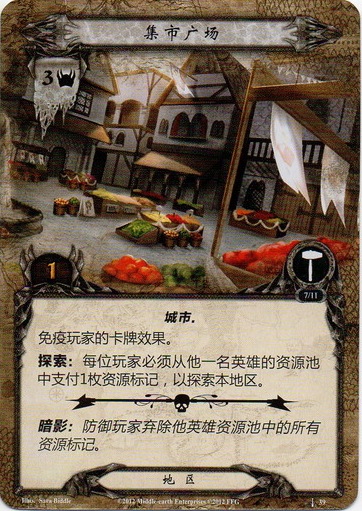 集市广场
3
1
7/11
城市.
免疫玩家的卡牌效果。
探索：每位玩家必须从他一名英雄的资源池
中支付1枚资源标记，以探索本地区。
暗影：防御玩家弃除他英雄资源池中的所有
资源标记。
地区
Illus. Sara Biddle
©2012 Middle-earth Enterprises ©2012 FFG
39